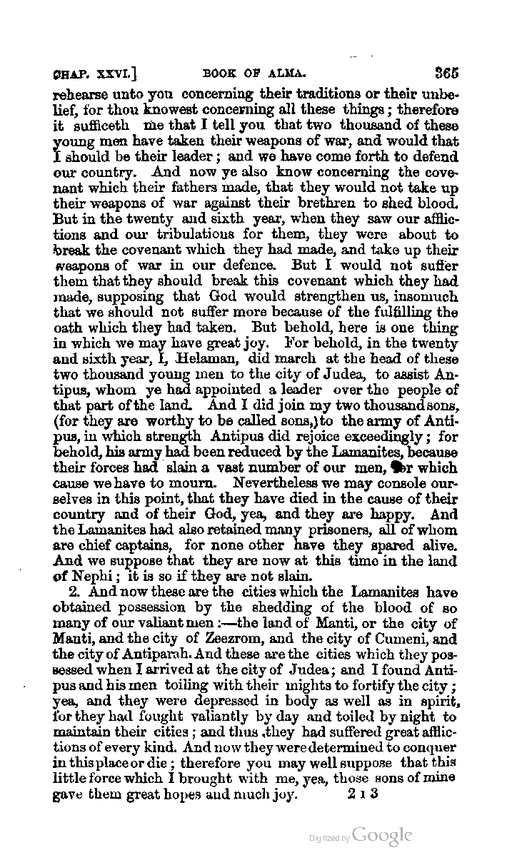 CHAP. XXVI.] BOOK OF ALMA. 365
rehearse unto you concerning their traditions or their unbe-
lief, for thou knowest concerning all these things; therefore
it sufficeth me that I tell you that two thousand of these
young men have taken their weapons of war, and would that
I should be their leader; and we have come forth to defend
our country. And now ye also know concerning the cove-
nant which their fathers made, that they would not take up
their weapons of war against their brethren to shed blood.
But in the twenty and sixth year, when they saw our afflic-
tions and our tribulations for them, they were about to
break the covenant which they had made, and take up their
weapons of war in our defence. But I would not suffer
them that they should break this covenant which they had
made, supposing that God would strengthen us, insomuch
that we should not suffer more because of the fulfilling the
oath which they had taken. But behold, here is one thing
in which we may have great joy. For behold, in the twenty
and sixth year, I, Helaman, did march at the head of these
two thousand young men to the city of Judea, to assist An-
tipus, whom ye had appointed a leader over the people of
that part of the land. And I did join my two thousand sons,
(for they are worthy to be called sons,) to the army of Anti-
pus, in which strength Antipus did rejoice exceedingly; for
behold, his army had been reduced by the Lamanites, because
their forces had slain a vast number of our men, for which
cause we have to mourn. Nevertheless we may console our-
selves in this point, that they have died in the cause of their
country and of their God, yea, and they are happy. And
the Lamanites had also retained many prisoners, all of whom
are chief captains, for none other have they spared alive.
And we suppose that they are now at this time in the land
of Nephi; it is so if they are not slain.
2. And now these are the cities which the Lamanites have
obtained possession by the shedding of the blood of so
many of our valiant men:—the land of Manti, or the city of
Manti, and the city of Zeezrom, and the city of Cumeni, and
the city of Antiparah. And these are the cities which they pos-
sessed when I arrived at the city of Judea; and I found Anti-
pus and his men toiling with their mights to fortify the city;
yea, and they were depressed in body as well as in spirit,
for they had fought valiantly by day and toiled by night to
maintain their cities; and thus they had suffered great afflic-
tions of every kind. And now they were determined to conquer
in this place or die; therefore you may well suppose that this
little force which I brought with me, yea, those sons of mine
gave them great hopes and much joy. 2 I 3
Digitized by Google